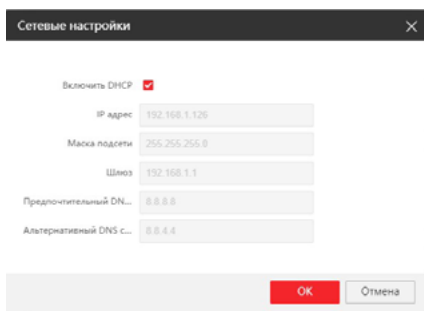 Сетевые настройки
Включить DHCP
IP адрес 192.168.1.126
Маска подсети 255.255.255.0
Шлюз 192.168.1.1
Предпочтительный DN... 8.8.8.8
Альтернативный DNS с... 8.8.4.4
OK Отмена